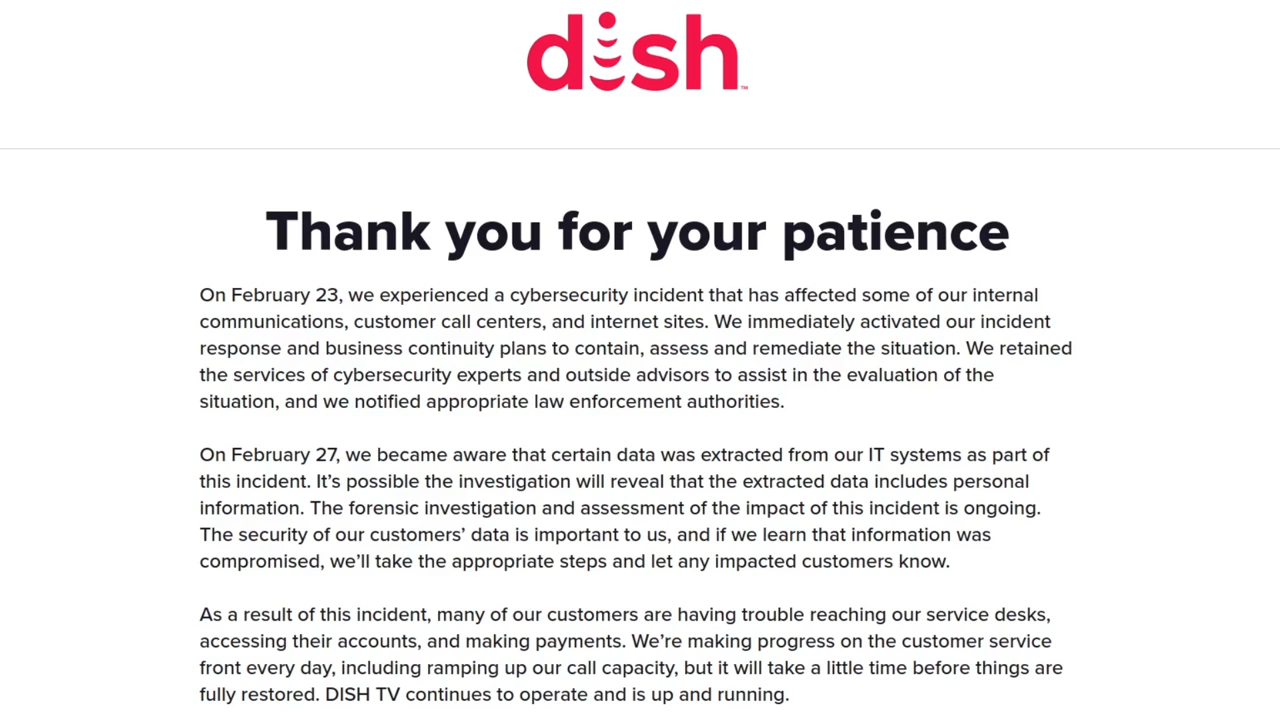 dish™
Thank you for your patience
On February 23, we experienced a cybersecurity incident that has affected some of our internal
communications, customer call centers, and internet sites. We immediately activated our incident
response and business continuity plans to contain, assess and remediate the situation. We retained
the services of cybersecurity experts and outside advisors to assist in the evaluation of the
situation, and we notified appropriate law enforcement authorities.
On February 27, we became aware that certain data was extracted from our IT systems as part of
this incident. It’s possible the investigation will reveal that the extracted data includes personal
information. The forensic investigation and assessment of the impact of this incident is ongoing.
The security of our customers’ data is important to us, and if we learn that information was
compromised, we’ll take the appropriate steps and let any impacted customers know.
As a result of this incident, many of our customers are having trouble reaching our service desks,
accessing their accounts, and making payments. We’re making progress on the customer service
front every day, including ramping up our call capacity, but it will take a little time before things are
fully restored. DISH TV continues to operate and is up and running.